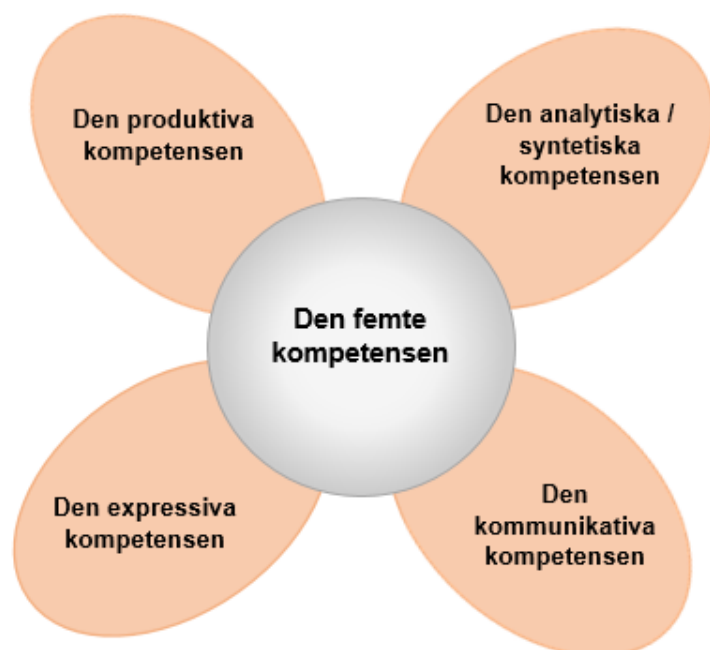 Den produktiva
kompetensen
Den analytiska /
syntetiska
kompetensen
Den femte
kompetensen
Den expressiva
kompetensen
Den
kommunikativa
kompetensen